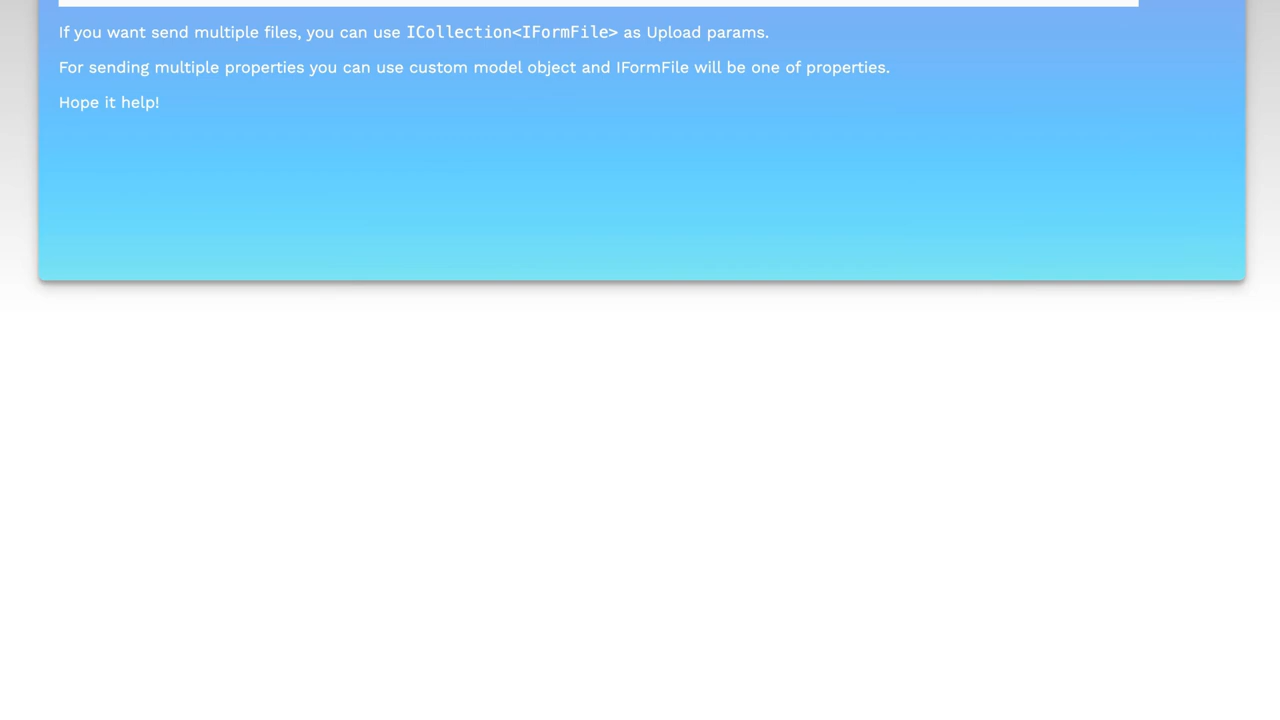 If you want send multiple files, you can use ICollection<IFormFile> as Upload params.
For sending multiple properties you can use custom model object and IFormFile will be one of properties.
Hope it help!